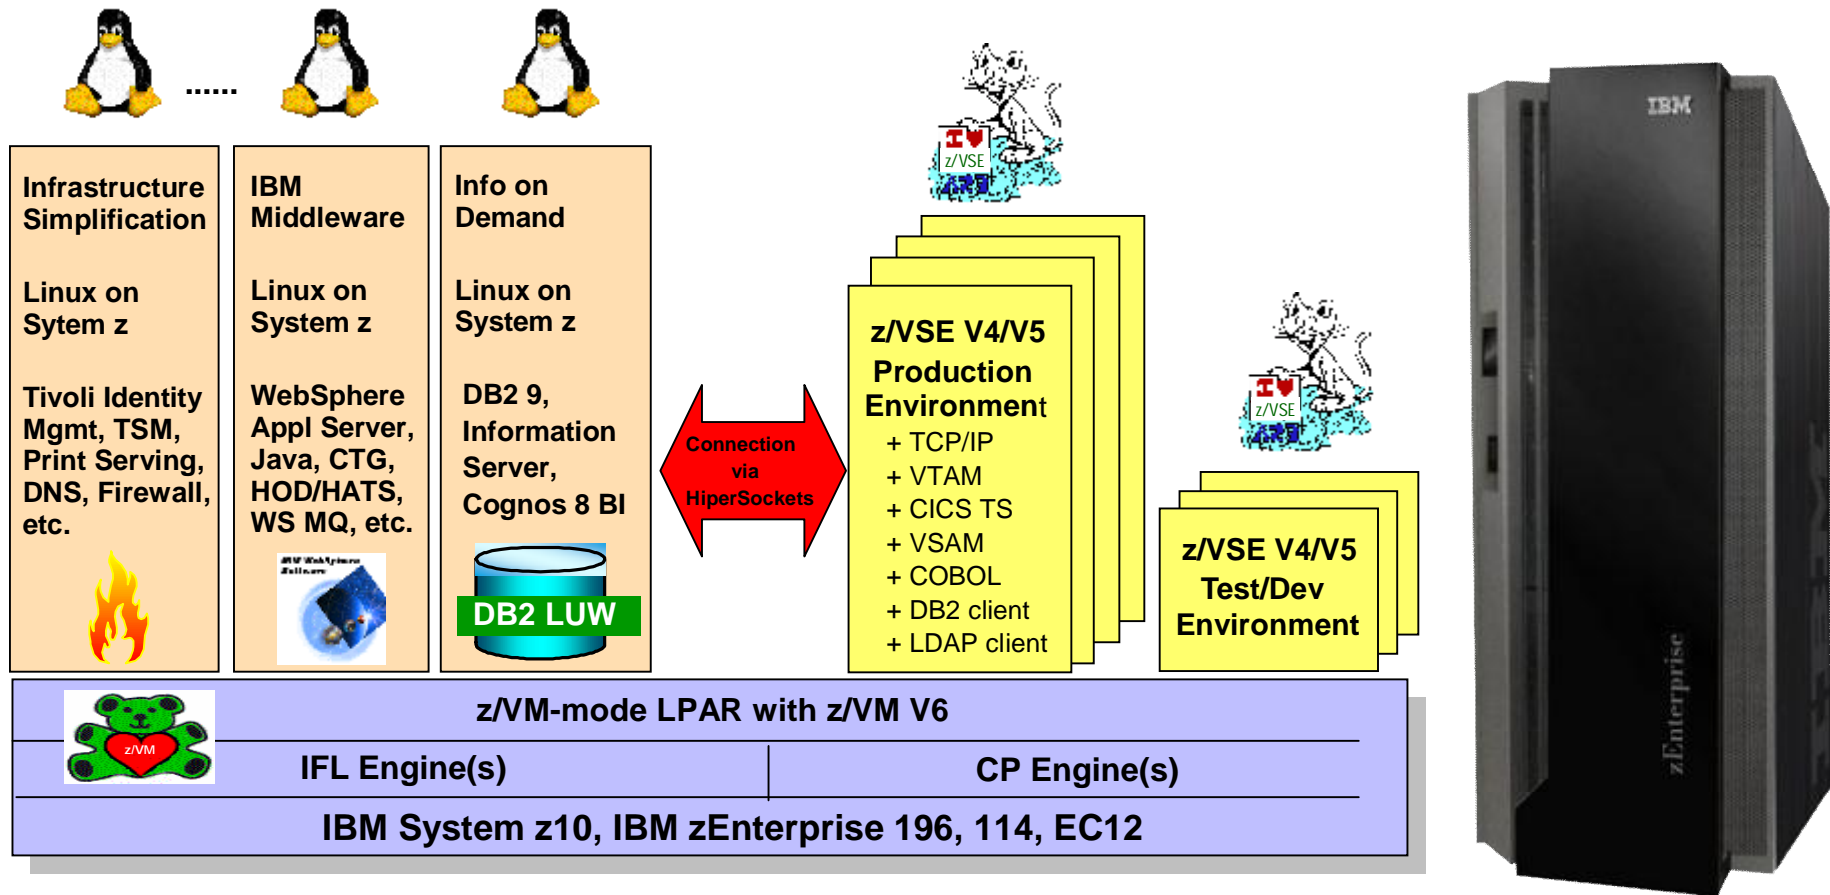 ......
Infrastructure
Simplification
Linux on
Sytem z
Tivoli Identity
Mgmt, TSM,
Print Serving,
DNS, Firewall,
etc.
IBM
Middleware
Linux on
System z
WebSphere
Appl Server,
Java, CTG,
HOD/HATS,
WS MQ, etc.
IBM WebSphere
Software
Info on
Demand
Linux on
System z
DB2 9,
Information
Server,
Cognos 8 BI
DB2 LUW
Connection
via
HiperSockets
I ♥
z/VSE
z/VSE V4/V5
Production
Environment
+ TCP/IP
+ VTAM
+ CICS TS
+ VSAM
+ COBOL
+ DB2 client
+ LDAP client
I ♥
z/VSE
z/VSE V4/V5
Test/Dev
Environment
z/VM
z/VM-mode LPAR with z/VM V6
IFL Engine(s)
CP Engine(s)
IBM System z10, IBM zEnterprise 196, 114, EC12
IBM
zEnterprise